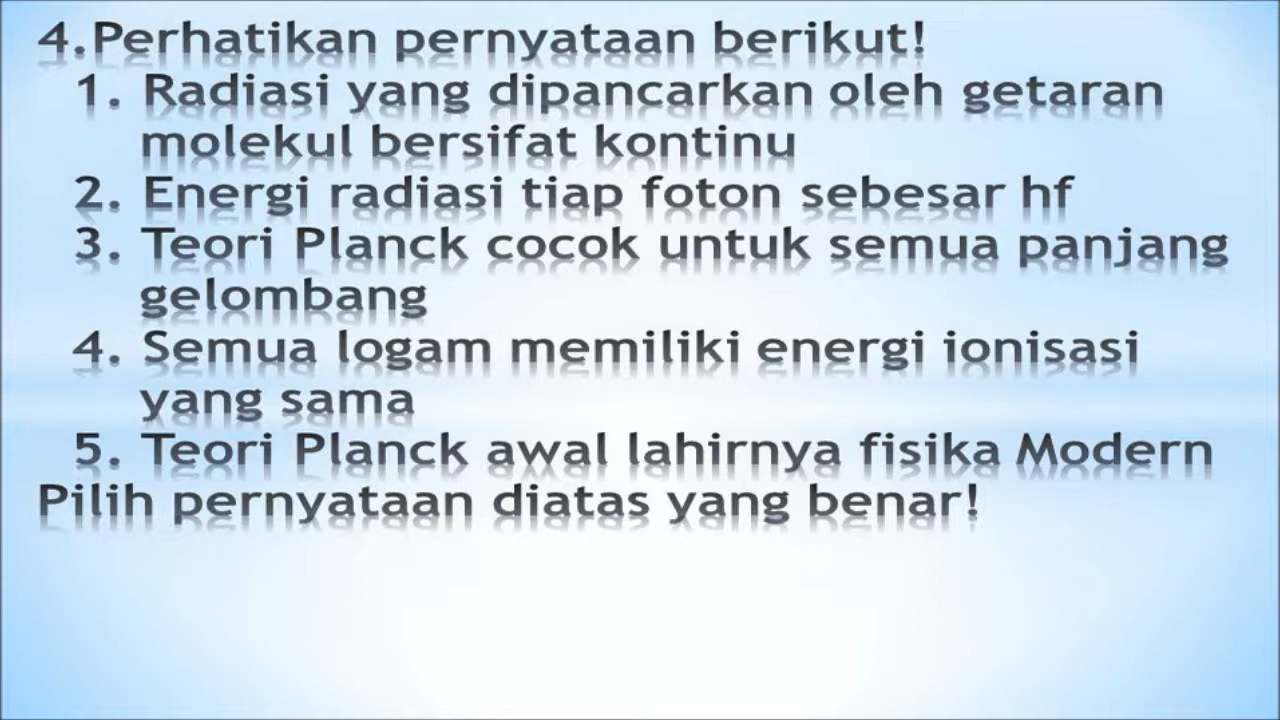 4.Perhatikan pernyataan berikut!
1. Radiasi yang dipancarkan oleh getaran
molekul bersifat kontinu
2. Energi radiasi tiap foton sebesar hf
3. Teori Planck cocok untuk semua panjang
gelombang
4. Semua logam memiliki energi ionisasi
yang sama
5. Teori Planck awal lahirnya fisika Modern
Pilih pernyataan diatas yang benar!